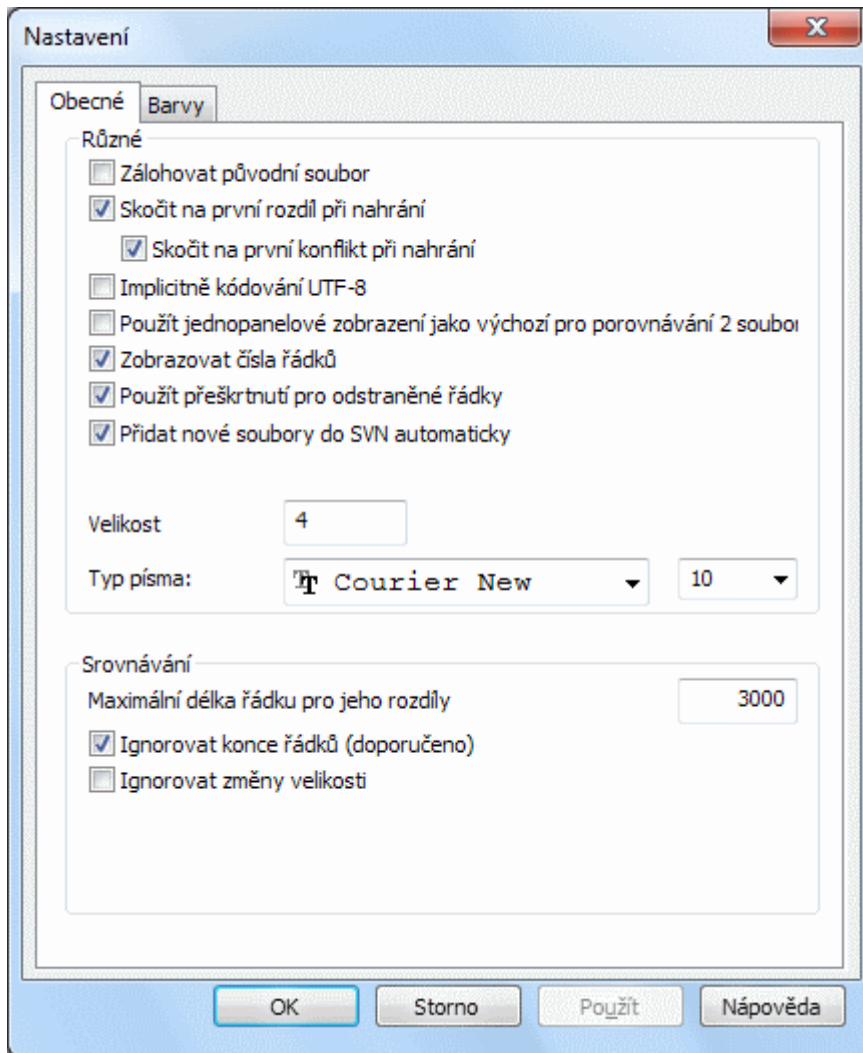 Nastavení
Obecné Barvy
Různé
Zálohovat původní soubor
Skočit na první rozdíl při nahrání
Skočit na první konflikt při nahrání
Implicitně kódování UTF-8
Použít jednopanelové zobrazení jako výchozí pro porovnávání 2 soubor
Zobrazovat čísla řádků
Použít přeškrtnutí pro odstraněné řádky
Přidat nové soubory do SVN automaticky
Velikost 4
Typ písma: Courier New 10
Srovnávání
Maximální délka řádku pro jeho rozdíly 3000
Ignorovat konce řádků (doporučeno)
Ignorovat změny velikosti
OK Storno Použít Nápověda